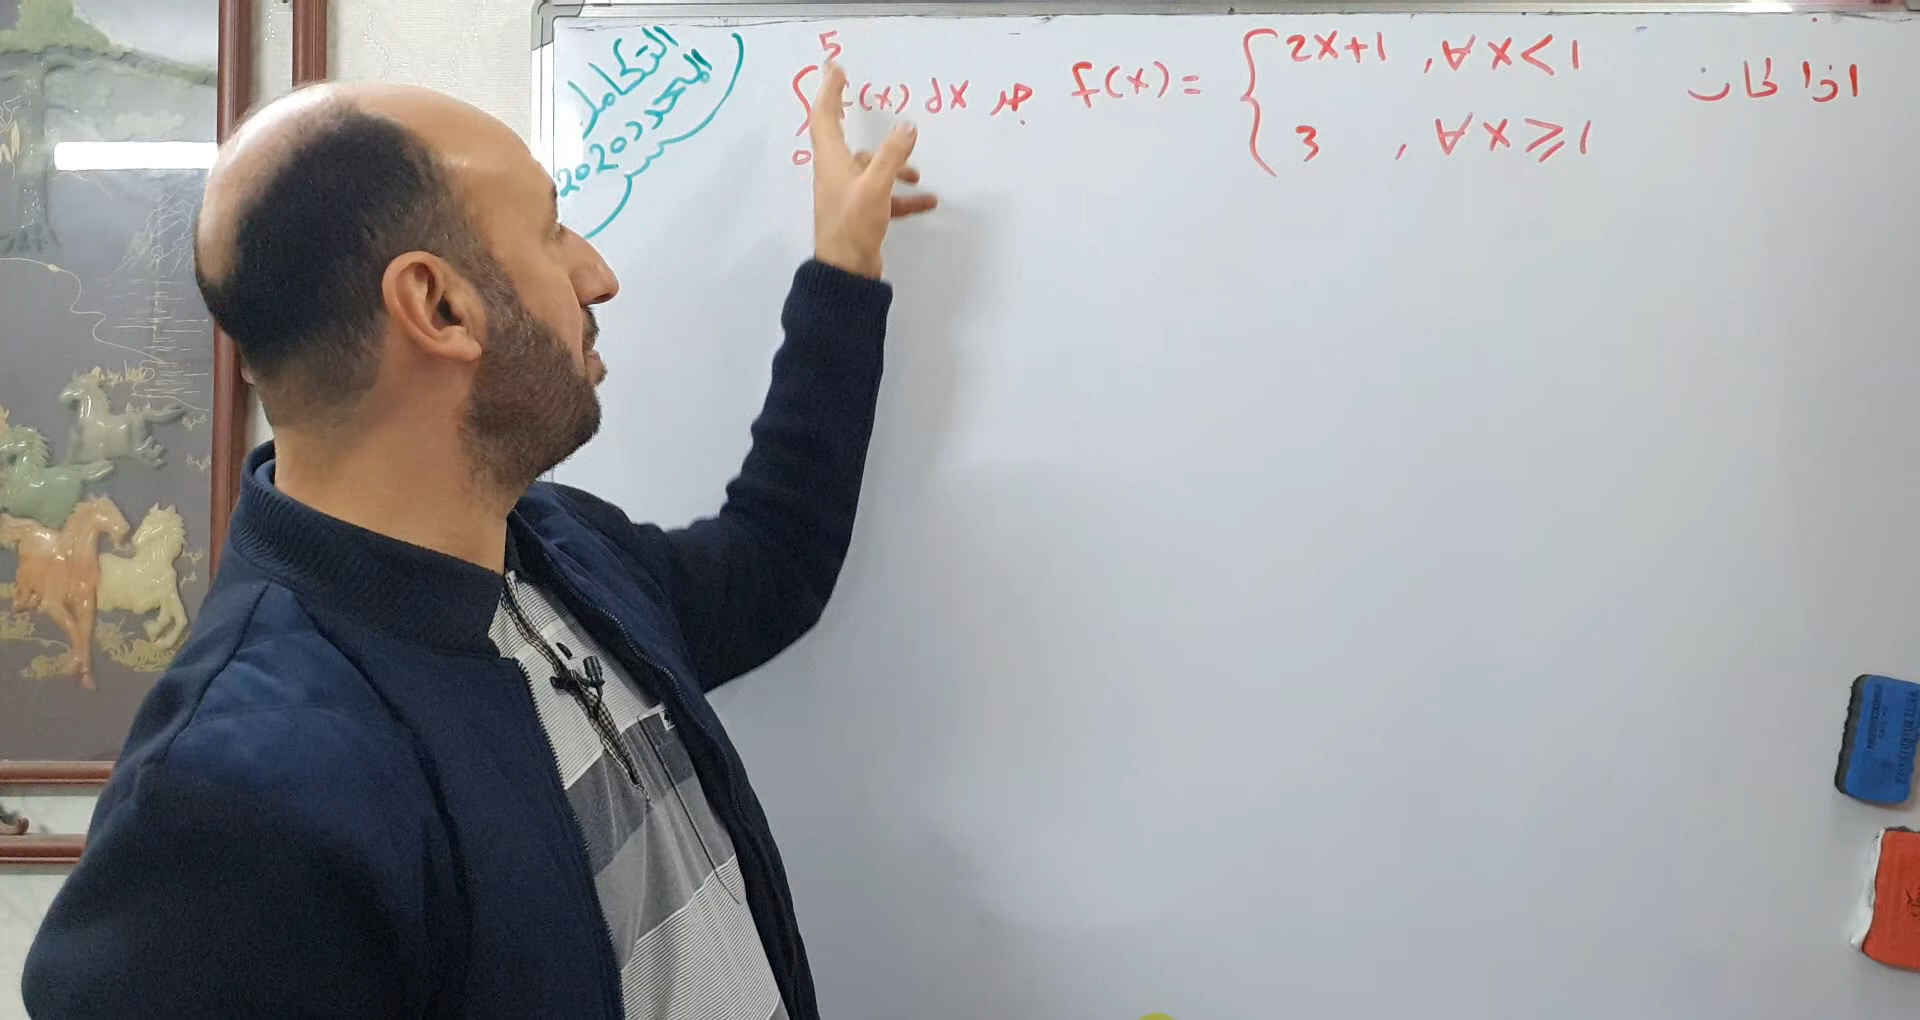 اذا كان f(x) = { 2x+1 , ∀x<1
3 , ∀x≥1
جد ∫₀⁵ f(x) dx
التكامل
المحدد 2020